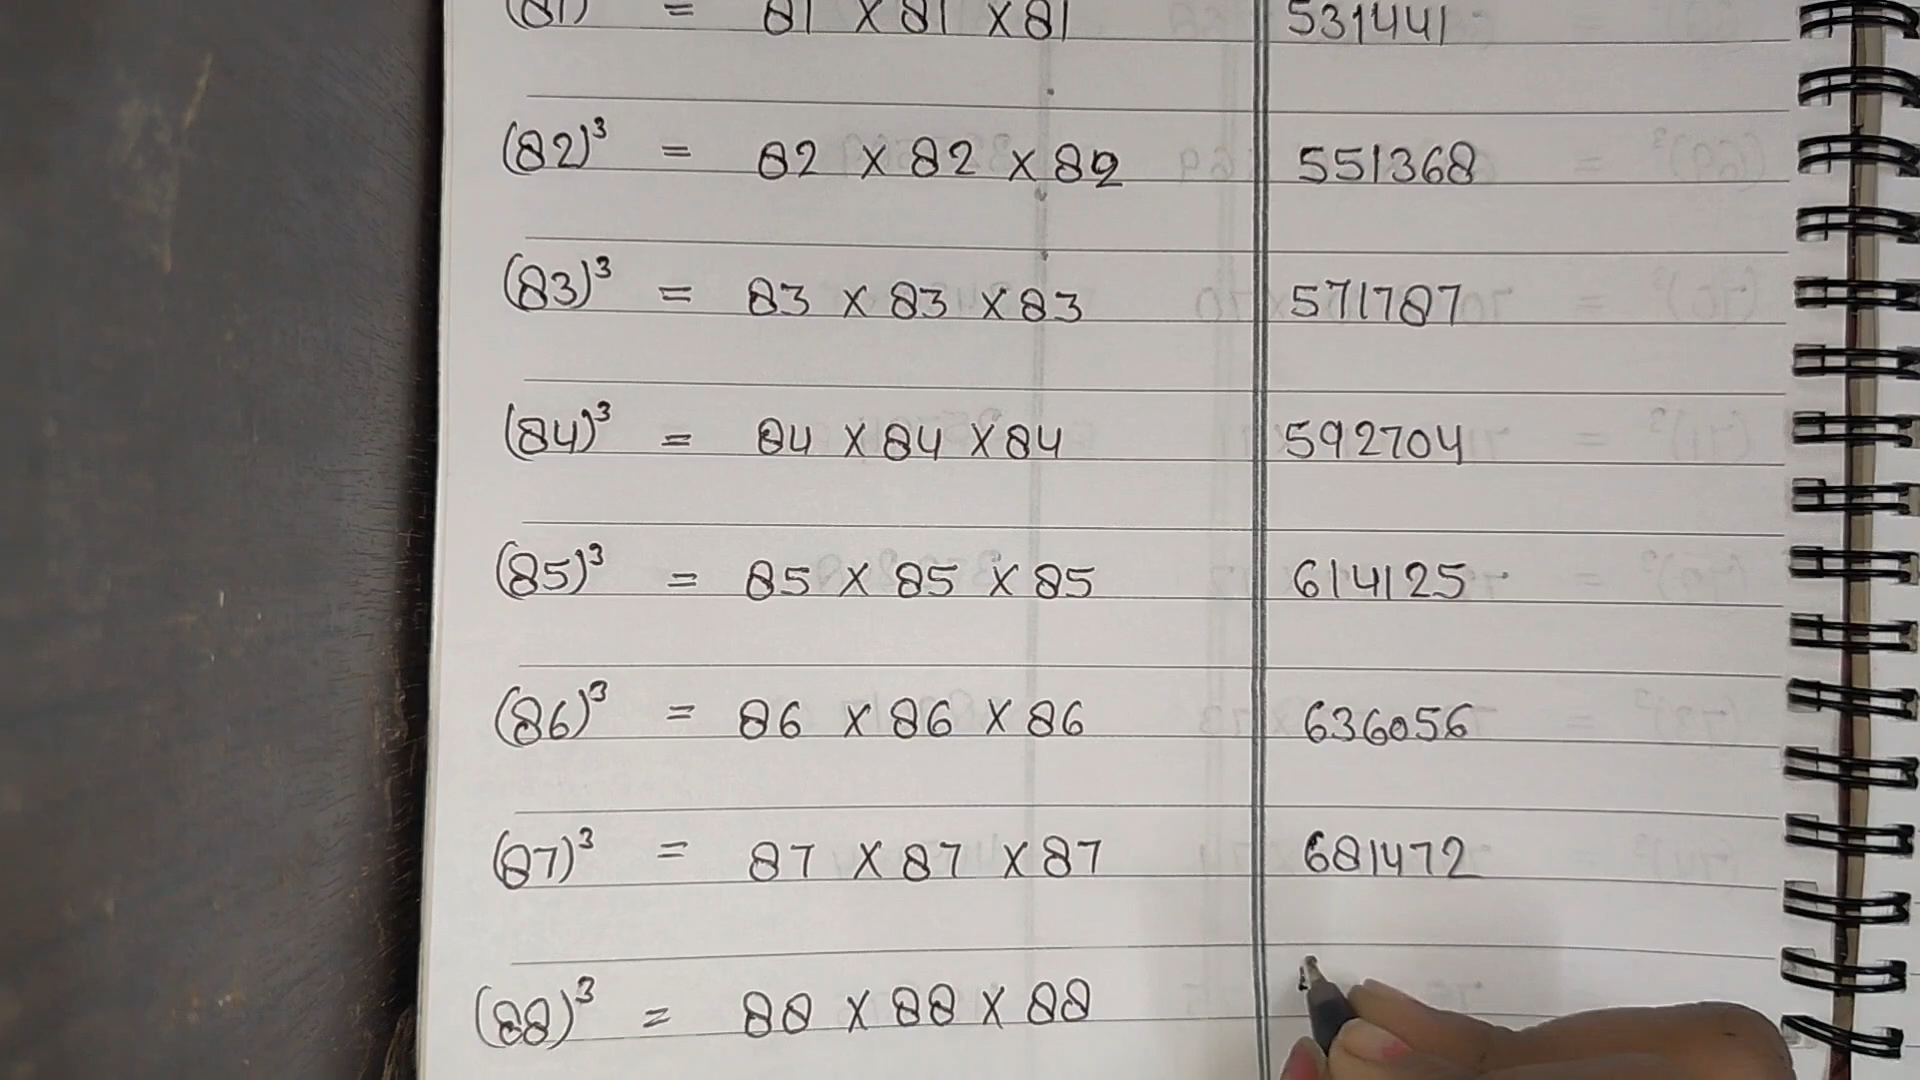 (81) = 81 X 81 X 81 531441
(82)³ = 82 X 82 X 82 551368
(83)³ = 83 X 83 X 83 571787
(84)³ = 84 X 84 X 84 592704
(85)³ = 85 X 85 X 85 614125
(86)³ = 86 X 86 X 86 636056
(87)³ = 87 X 87 X 87 681472
(88)³ = 88 X 88 X 88